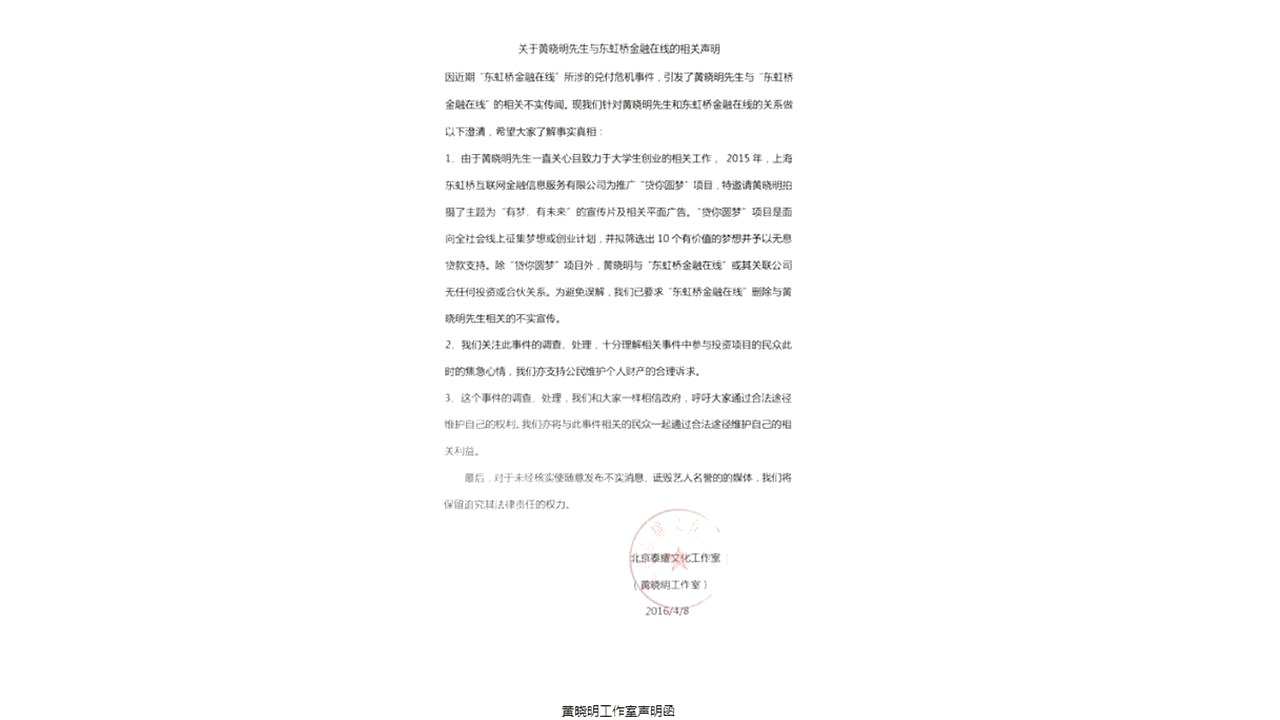 关于黄晓明先生与东虹桥金融在线的相关声明
因近期“东虹桥金融在线”所涉的兑付危机事件，引发了黄晓明先生与“东虹桥
金融在线”的相关不实传闻。现我们针对黄晓明先生和东虹桥金融在线的关系做
以下澄清，希望大家了解事实真相：
1、由于黄晓明先生一直关心且致力于大学生创业的相关工作， 2015 年，上海
东虹桥互联网金融信息服务有限公司为推广“贷你圆梦”项目，特邀请黄晓明拍
摄了主题为“有梦、有未来”的宣传片及相关平面广告。“贷你圆梦”项目是面
向全社会线上征集梦想或创业计划，并拟筛选出 10 个有价值的梦想并予以无息
贷款支持。除“贷你圆梦”项目外，黄晓明与“东虹桥金融在线”或其关联公司
无任何投资或合伙关系。为避免误解，我们已要求“东虹桥金融在线”删除与黄
晓明先生相关的不实宣传。
2、我们关注此事件的调查、处理，十分理解相关事件中参与投资项目的民众此
时的焦急心情，我们亦支持公民维护个人财产的合理诉求。
3、这个事件的调查、处理，我们和大家一样相信政府，呼吁大家通过合法途径
维护自己的权利。我们亦将与此事件相关的民众一起通过合法途径维护自己的相
关利益。
最后，对于未经核实便随意发布不实消息、诋毁艺人名誉的的媒体，我们将
保留追究其法律责任的权力。
北京泰耀文化工作室
（黄晓明工作室）
2016/4/8
黄晓明工作室声明函